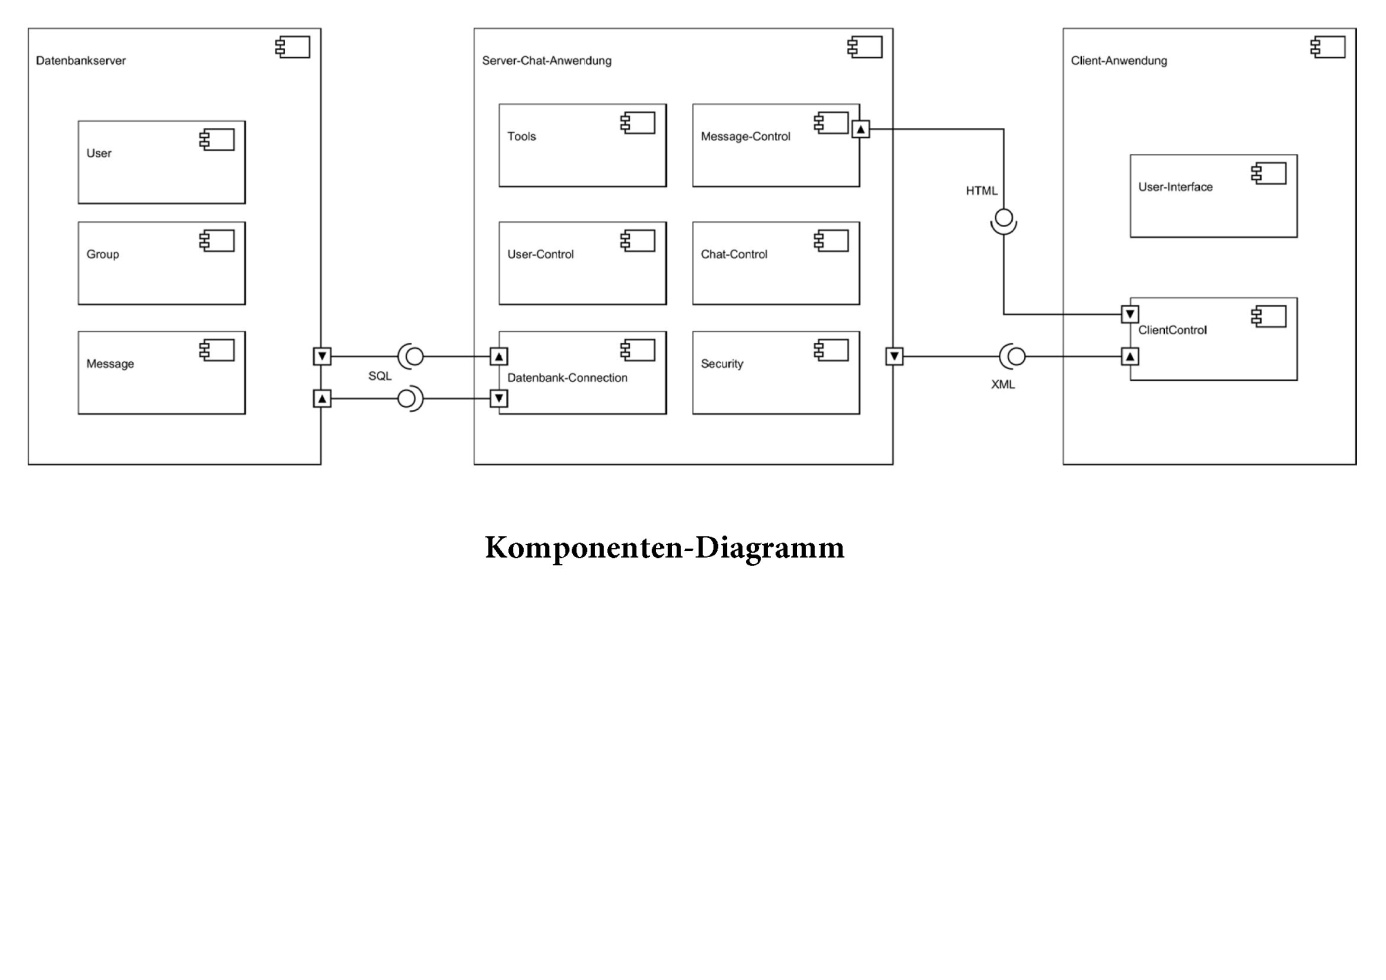 Datenbankserver
User
Group
Message
SQL
Server-Chat-Anwendung
Tools
Message-Control
User-Control
Chat-Control
Datenbank-Connection
Security
HTML
XML
Client-Anwendung
User-Interface
ClientControl
Komponenten-Diagramm